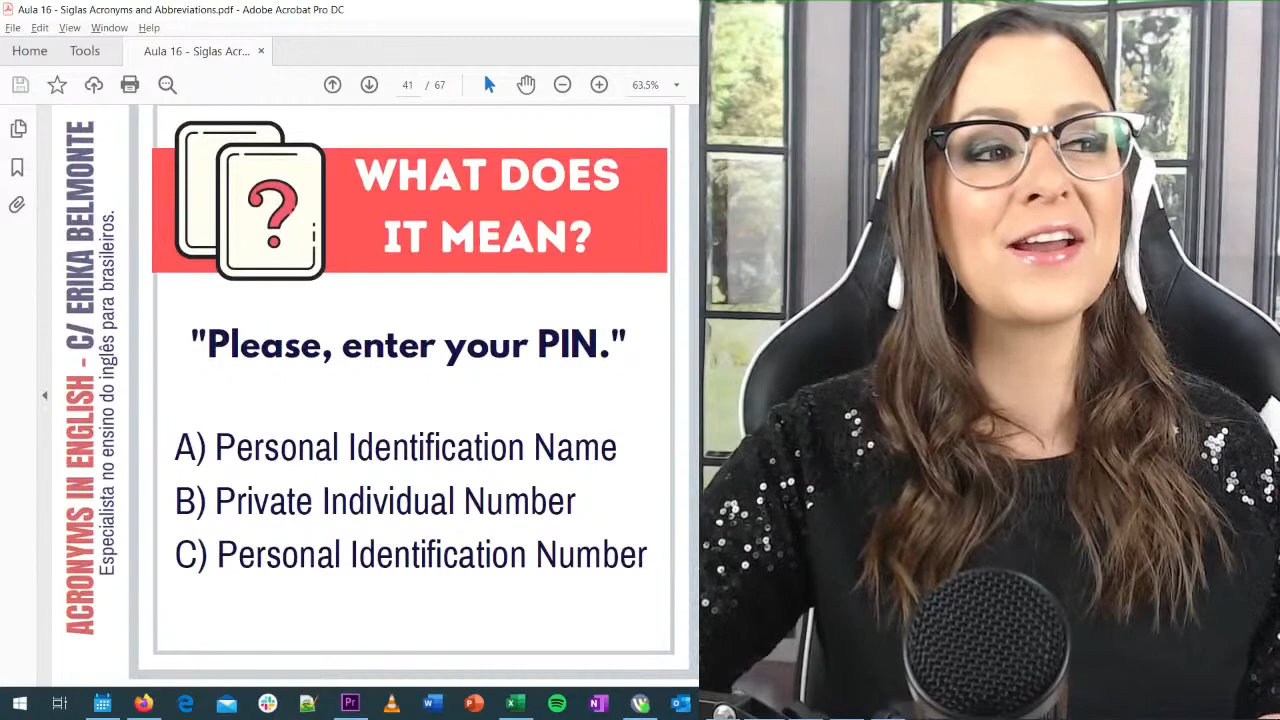 Aula 16 - Siglas Acronyms and Abbreviations.pdf - Adobe Acrobat Pro DC
File Edit View Window Help
Home Tools Aula 16 - Siglas Acr... ×
41 / 67 63.5%
ACRONYMS IN ENGLISH - C/ ERIKA BELMONTE
Especialista no ensino do inglês para brasileiros.
?
WHAT DOES
IT MEAN?
"Please, enter your PIN."
A) Personal Identification Name
B) Private Individual Number
C) Personal Identification Number
Pr